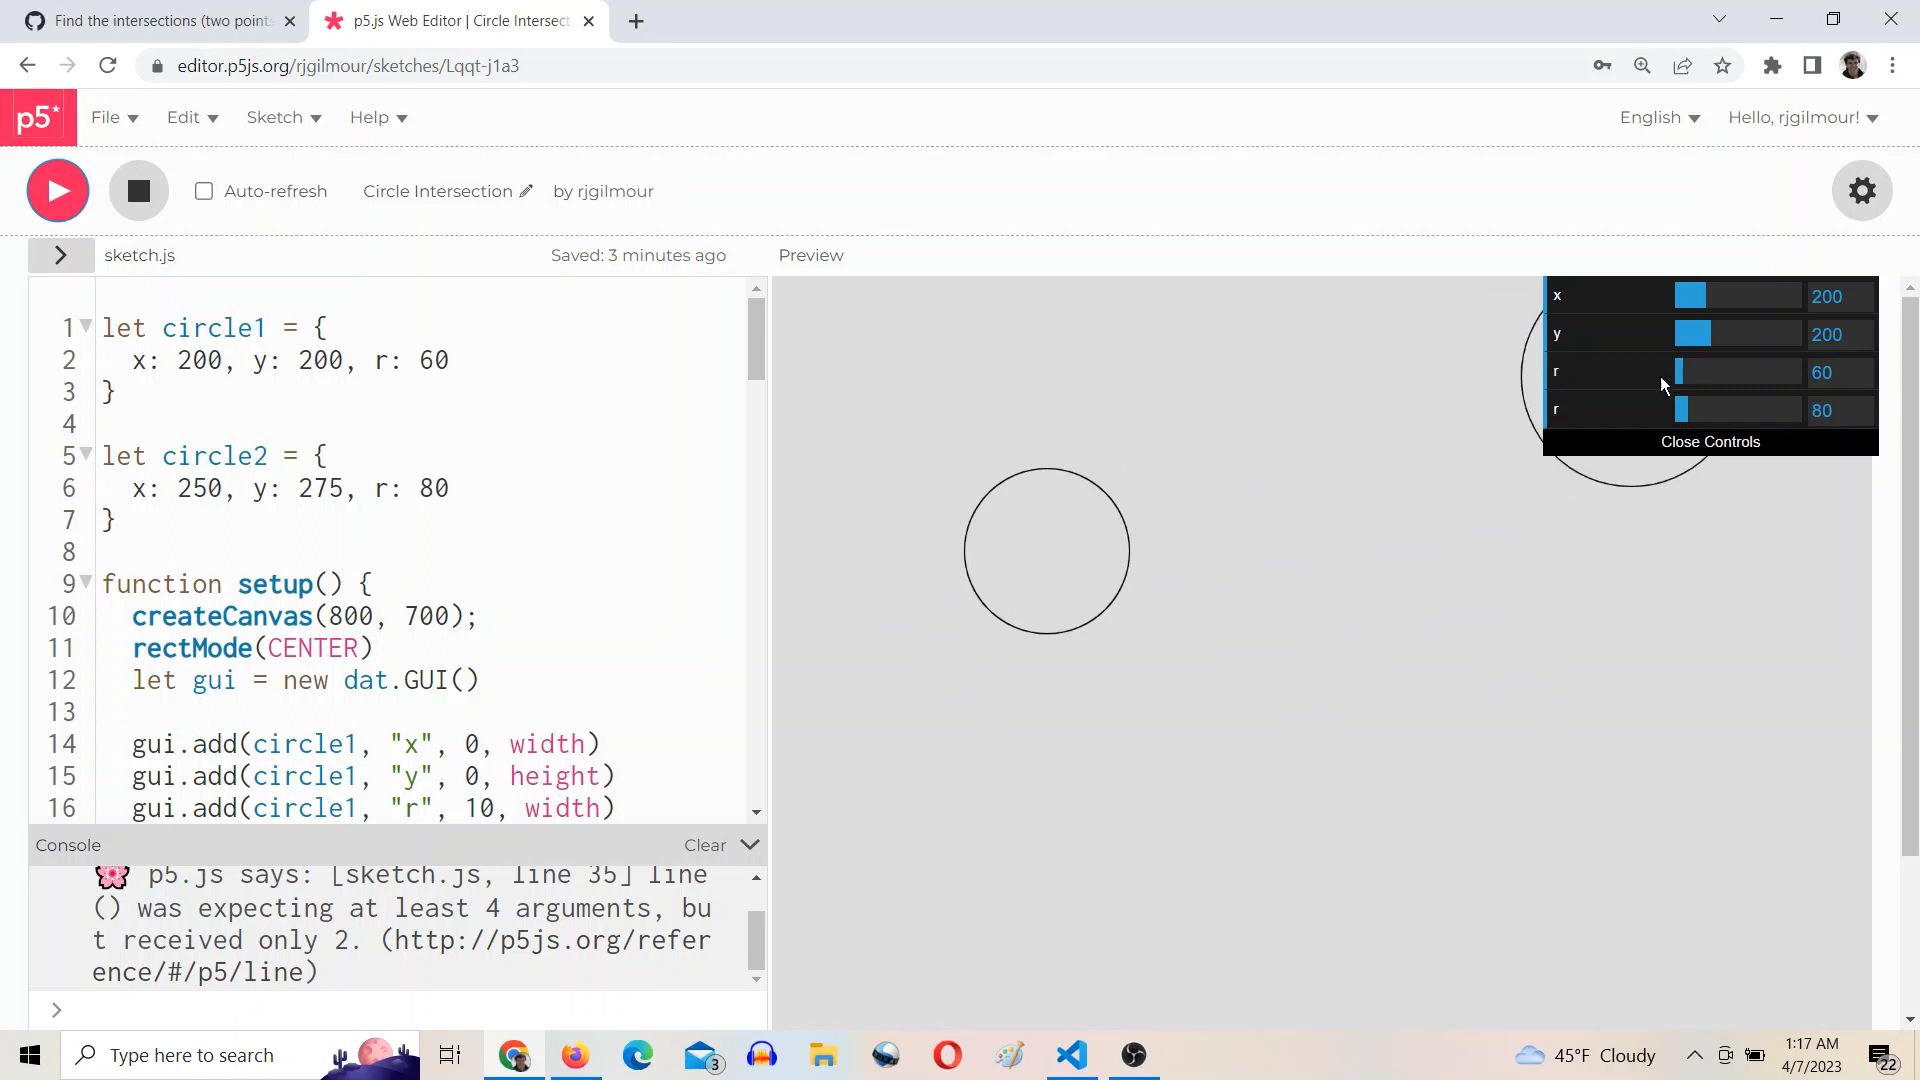 Find the intersections (two points
p5.js Web Editor | Circle Intersect
editor.p5js.org/rjgilmour/sketches/Lqqt-j1a3
p5*
File
Edit
Sketch
Help
English
Hello, rjgilmour!
Auto-refresh
Circle Intersection
by rjgilmour
sketch.js
Saved: 3 minutes ago
Preview
1 let circle1 = {
2 x: 200, y: 200, r: 60
3 }
4
5 let circle2 = {
6 x: 250, y: 275, r: 80
7 }
8
9 function setup() {
10 createCanvas(800, 700);
11 rectMode(CENTER)
12 let gui = new dat.GUI()
13
14 gui.add(circle1, "x", 0, width)
15 gui.add(circle1, "y", 0, height)
16 gui.add(circle1, "r", 10, width)
x 200
y 200
r 60
r 80
Close Controls
Console
Clear
🌸 p5.js says: [sketch.js, line 35] line
() was expecting at least 4 arguments, bu
t received only 2. (http://p5js.org/refer
ence/#/p5/line)
>
Type here to search
3
45°F Cloudy
1:17 AM
4/7/2023
22